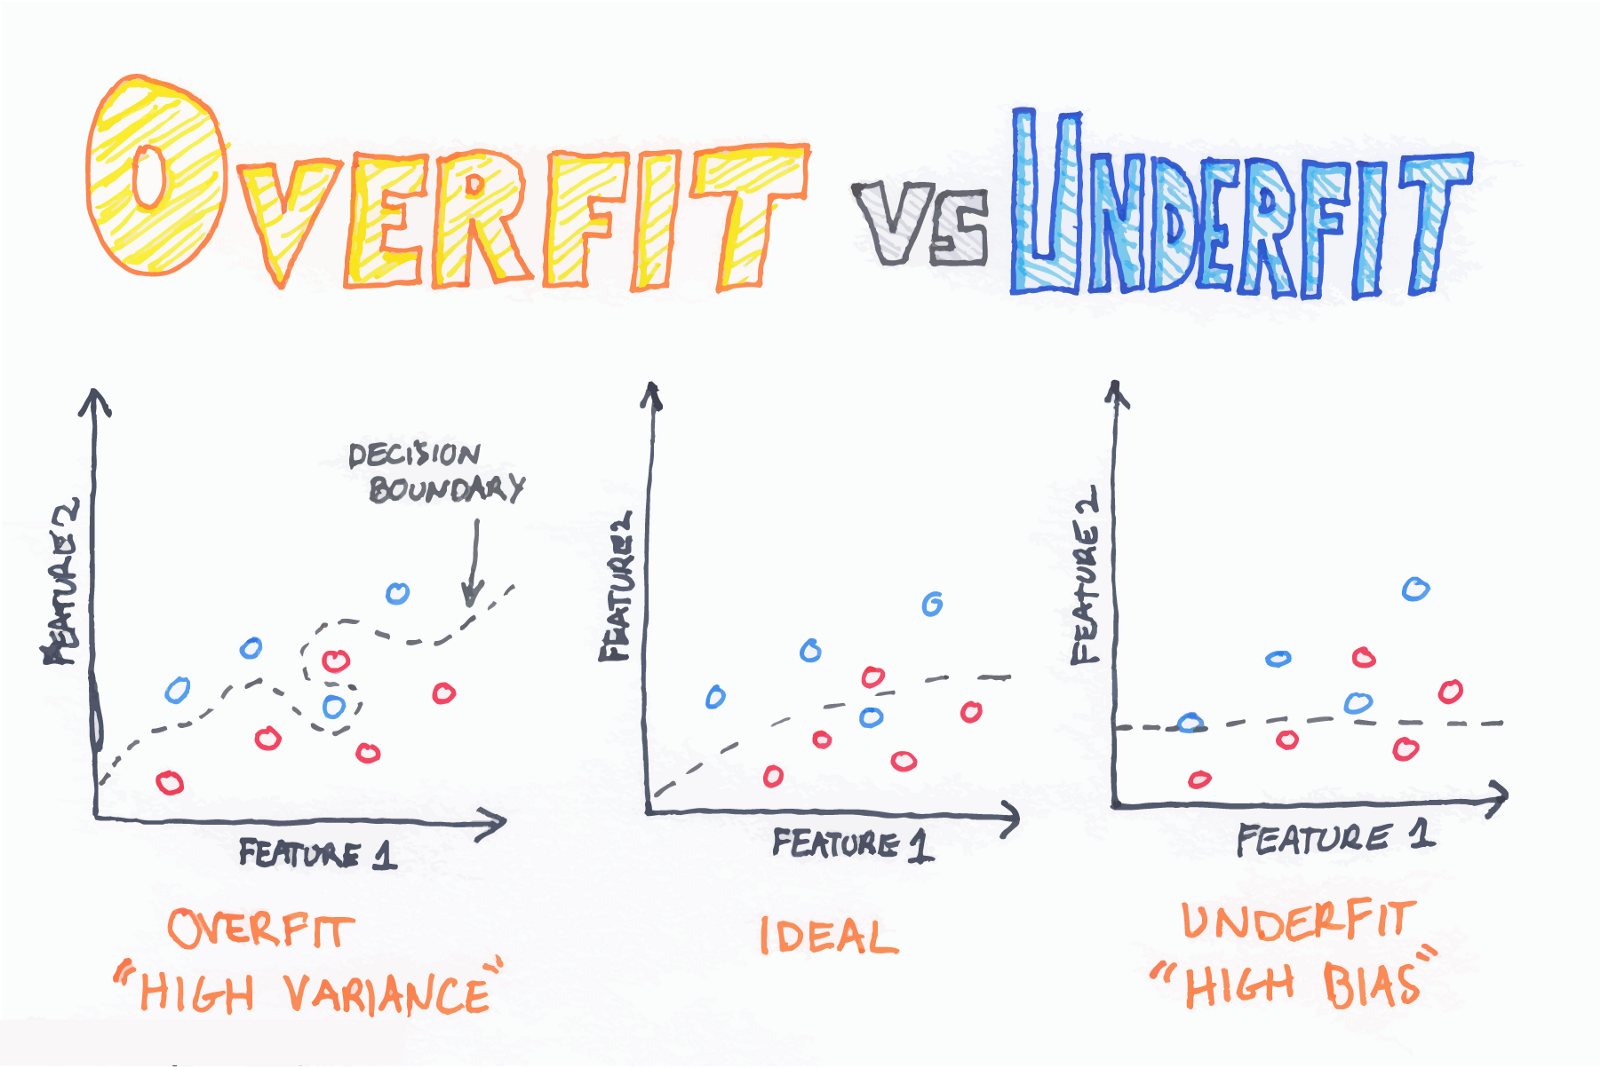 OVERFIT VS UNDERFIT
DECISION
BOUNDARY
FEATURE 2
FEATURE 1
FEATURE 2
FEATURE 1
FEATURE 2
FEATURE 1
OVERFIT
"HIGH VARIANCE"
IDEAL
UNDERFIT
"HIGH BIAS"